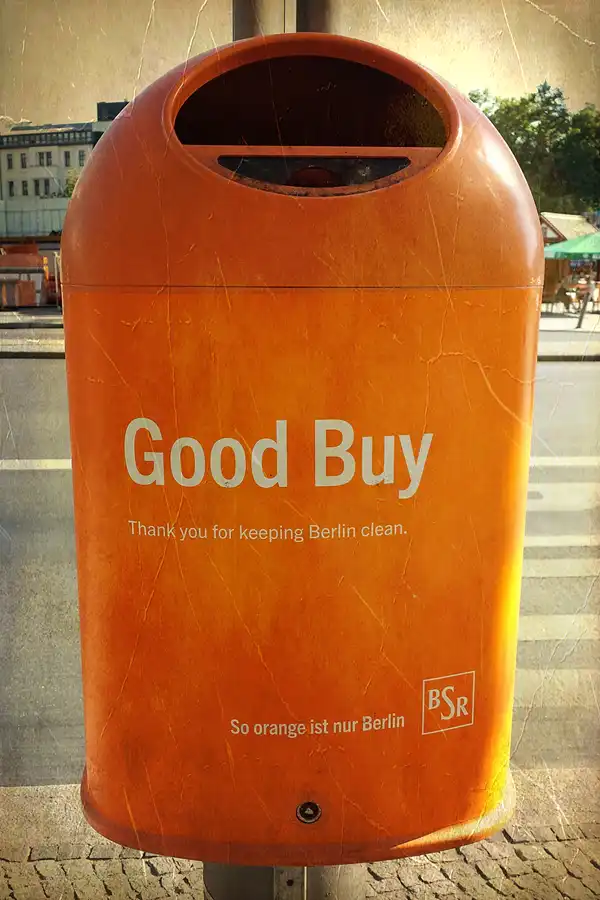 Good Buy
Thank you for keeping Berlin clean.
So orange ist nur Berlin
BSR